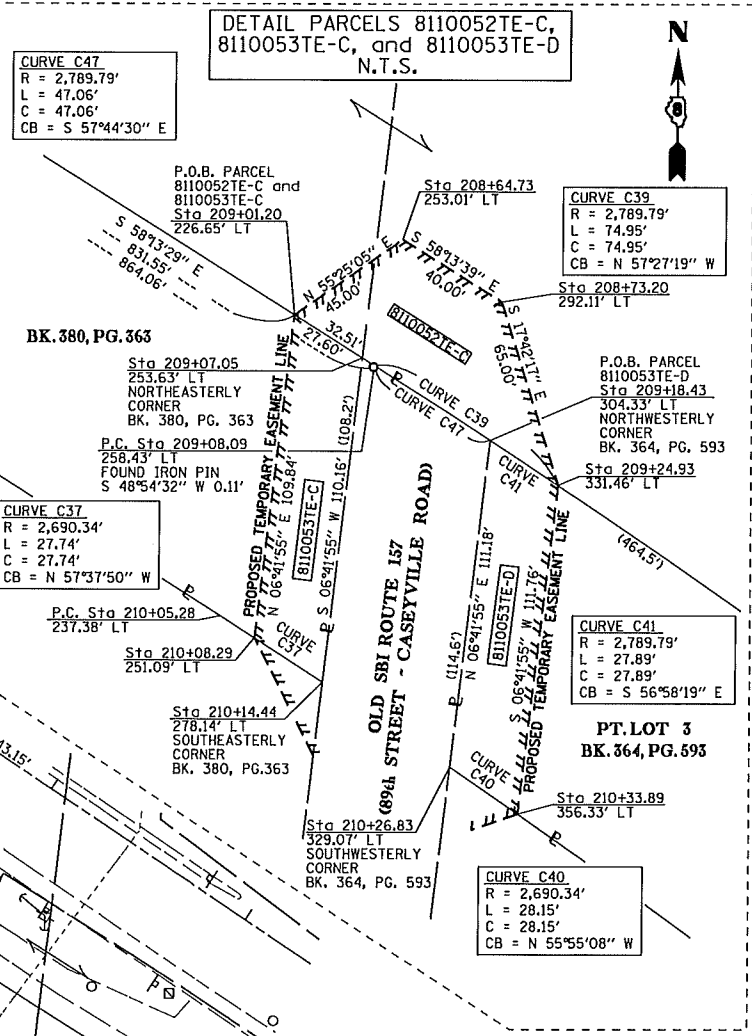 DETAIL PARCELS 8110052TE-C,
8110053TE-C, and 8110053TE-D
N.T.S.
N
8
CURVE C47
R = 2,789.79'
L = 47.06'
C = 47.06'
CB = S 57°44'30" E
P.O.B. PARCEL
8110052TE-C and
8110053TE-C
Sta 209+01.20
226.65' LT
Sta 208+64.73
253.01' LT
CURVE C39
R = 2,789.79'
L = 74.95'
C = 74.95'
CB = N 57°27'19" W
S 58°13'29" E
831.55'
864.06'
N 55°25'05" E
45.00'
S 58°13'39" E
40.00'
Sta 208+73.20
292.11' LT
8110052TE-C
S 17°42'17" E
65.00'
BK. 380, PG. 363
32.51'
27.60'
Sta 209+07.05
253.63' LT
NORTHEASTERLY
CORNER
BK. 380, PG. 363
P
CURVE C39
CURVE C47
P.O.B. PARCEL
8110053TE-D
Sta 209+18.43
304.33' LT
NORTHWESTERLY
CORNER
BK. 364, PG. 593
P.C. Sta 209+08.09
258.43' LT
FOUND IRON PIN
S 48°54'32" W 0.11'
CURVE
C41
Sta 209+24.93
331.46' LT
(464.5')
PROPOSED TEMPORARY EASEMENT LINE
N 06°41'55" E 109.84'
8110053TE-C
P S 06°41'55" W 110.16' (108.2')
OLD SBI ROUTE 157
(89th STREET - CASEYVILLE ROAD)
P (114.6') N 06°41'55" E 111.18'
8110053TE-D
S 06°41'55" W 111.76'
PROPOSED TEMPORARY EASEMENT LINE
CURVE C37
R = 2,690.34'
L = 27.74'
C = 27.74'
CB = N 57°37'50" W
P
P.C. Sta 210+05.28
237.38' LT
CURVE
C37
Sta 210+08.29
251.09' LT
CURVE C41
R = 2,789.79'
L = 27.89'
C = 27.89'
CB = S 56°58'19" E
Sta 210+14.44
278.14' LT
SOUTHEASTERLY
CORNER
BK. 380, PG.363
PT. LOT 3
BK. 364, PG. 593
CURVE
C40
Sta 210+26.83
329.07' LT
SOUTHWESTERLY
CORNER
BK. 364, PG. 593
Sta 210+33.89
356.33' LT
P
CURVE C40
R = 2,690.34'
L = 28.15'
C = 28.15'
CB = N 55°55'08" W